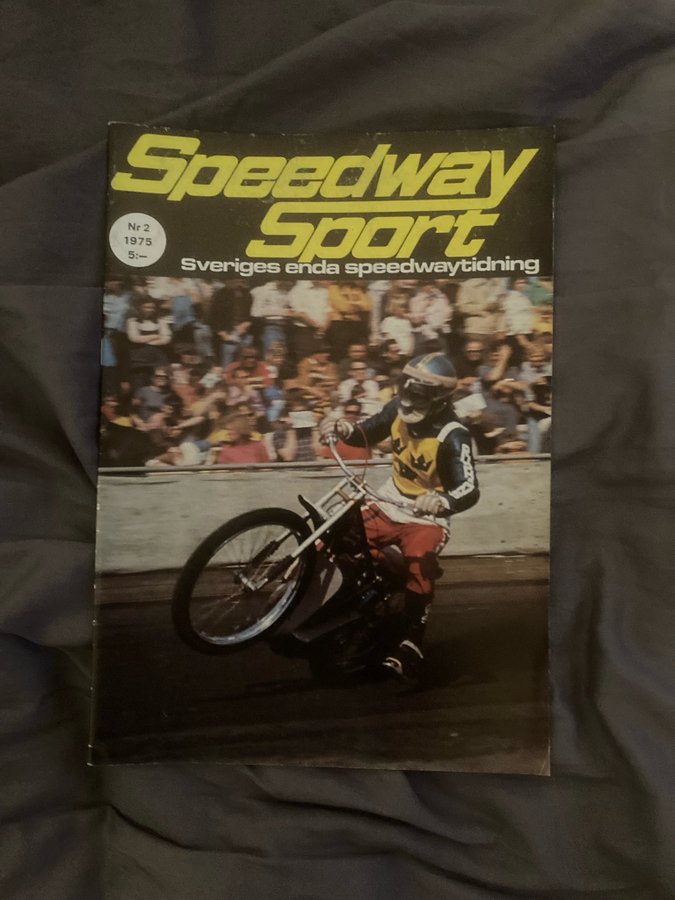 Speedway
Sport
Nr 2
1975
5:—
Sveriges enda speedwaytidning